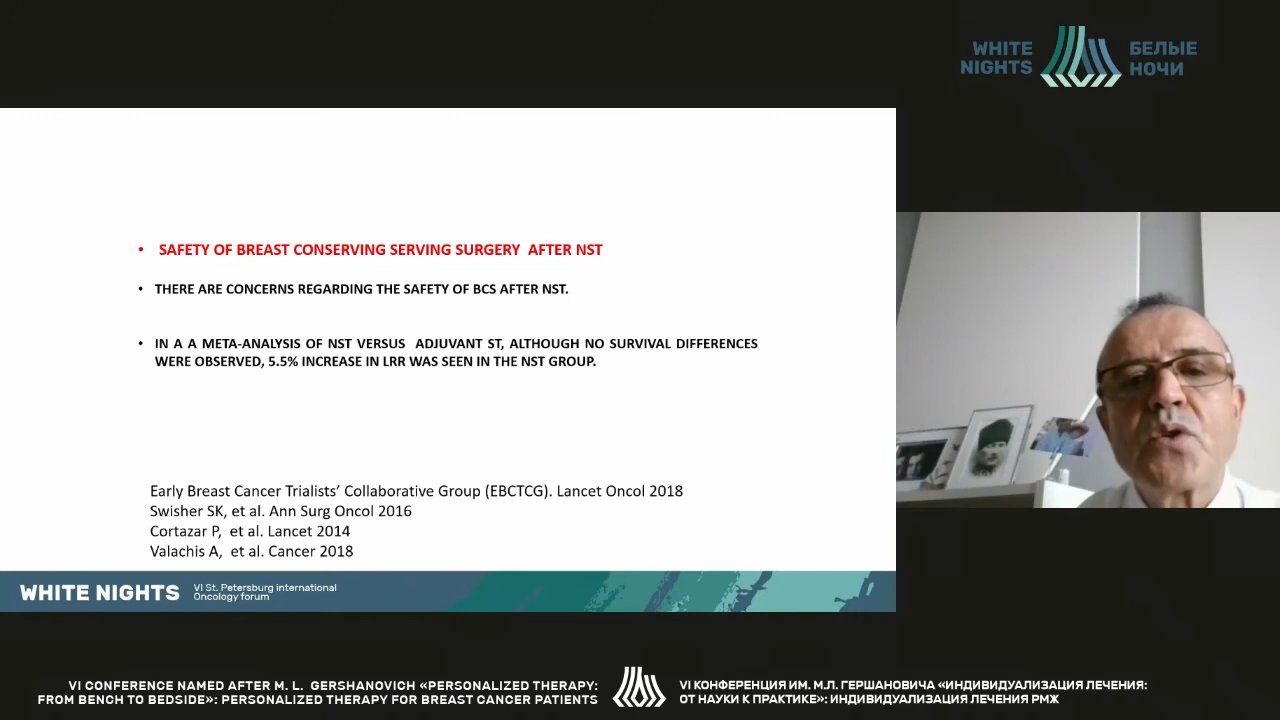 WHITE
NIGHTS
БЕЛЫЕ
НОЧИ
• SAFETY OF BREAST CONSERVING SERVING SURGERY AFTER NST
• THERE ARE CONCERNS REGARDING THE SAFETY OF BCS AFTER NST.
• IN A A META-ANALYSIS OF NST VERSUS ADJUVANT ST, ALTHOUGH NO SURVIVAL DIFFERENCES
WERE OBSERVED, 5.5% INCREASE IN LRR WAS SEEN IN THE NST GROUP.
Early Breast Cancer Trialists’ Collaborative Group (EBCTCG). Lancet Oncol 2018
Swisher SK, et al. Ann Surg Oncol 2016
Cortazar P, et al. Lancet 2014
Valachis A, et al. Cancer 2018
WHITE NIGHTS
VI St. Petersburg international
Oncology forum
VI CONFERENCE NAMED AFTER M. L. GERSHANOVICH «PERSONALIZED THERAPY:
FROM BENCH TO BEDSIDE»: PERSONALIZED THERAPY FOR BREAST CANCER PATIENTS
VI КОНФЕРЕНЦИЯ ИМ. М.Л. ГЕРШАНОВИЧА «ИНДИВИДУАЛИЗАЦИЯ ЛЕЧЕНИЯ:
ОТ НАУКИ К ПРАКТИКЕ»: ИНДИВИДУАЛИЗАЦИЯ ЛЕЧЕНИЯ РМЖ